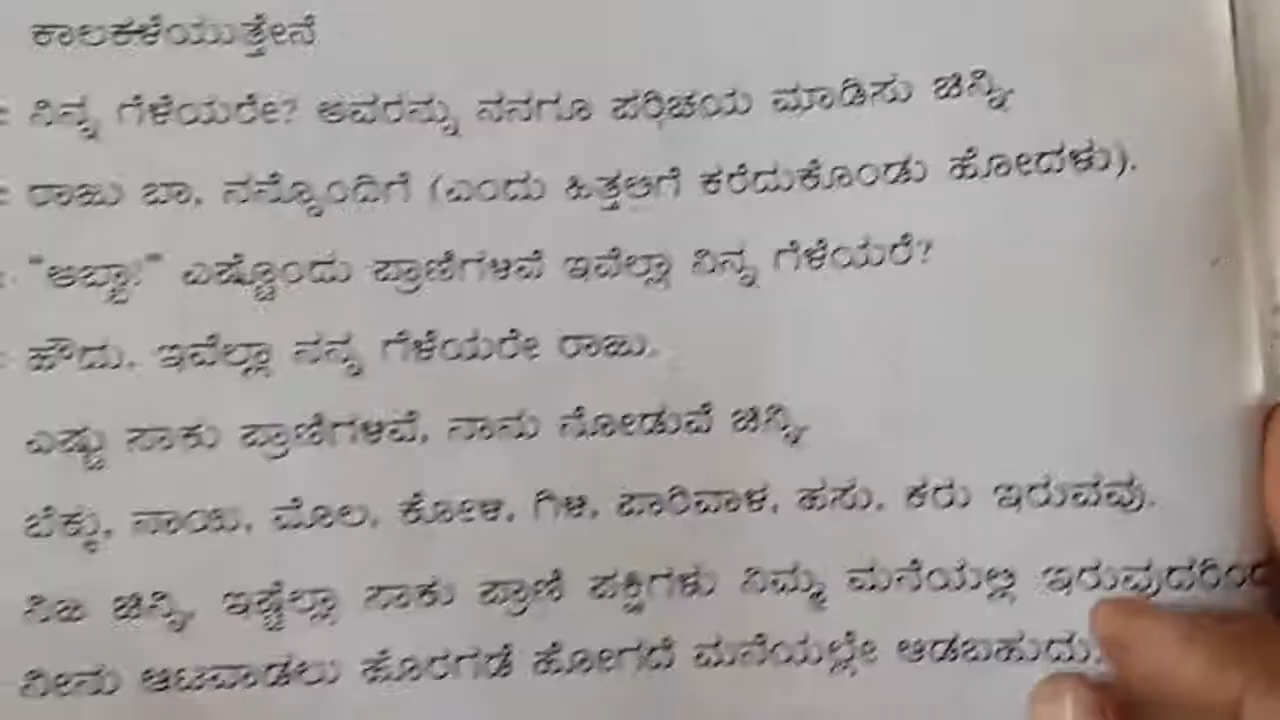 ಕಾಲಕಳೆಯುತ್ತೇನೆ
: ನಿನ್ನ ಗೆಳೆಯರೇ? ಅವರನ್ನು ನನಗೂ ಪರಿಚಯ ಮಾಡಿಸು ಚಿನ್ನಿ.
: ರಾಜು ಬಾ, ನನ್ನೊಂದಿಗೆ (ಎಂದು ಹಿತ್ತಲಿಗೆ ಕರೆದುಕೊಂಡು ಹೋದಳು).
: "ಅಬ್ಬಾ!" ಎಷ್ಟೊಂದು ಪ್ರಾಣಿಗಳಿವೆ ಇವೆಲ್ಲಾ ನಿನ್ನ ಗೆಳೆಯರೆ?
: ಹೌದು, ಇವೆಲ್ಲಾ ನನ್ನ ಗೆಳೆಯರೇ ರಾಜು.
ಎಷ್ಟು ಸಾಕು ಪ್ರಾಣಿಗಳಿವೆ, ನಾನು ನೋಡುವೆ ಚಿನ್ನಿ.
ಬೆಕ್ಕು, ನಾಯಿ, ಮೊಲ, ಕೋಳಿ, ಗಿಳಿ, ಪಾರಿವಾಳ, ಹಸು, ಕರು ಇರುವವು.
ನಿಜ ಚಿನ್ನಿ, ಇಷ್ಟೆಲ್ಲಾ ಸಾಕು ಪ್ರಾಣಿ ಪಕ್ಷಿಗಳು ನಿಮ್ಮ ಮನೆಯಲ್ಲಿ ಇರುವುದರಿಂದ
ನೀನು ಆಟವಾಡಲು ಹೊರಗಡೆ ಹೋಗದೆ ಮನೆಯಲ್ಲೇ ಆಡಬಹುದು.